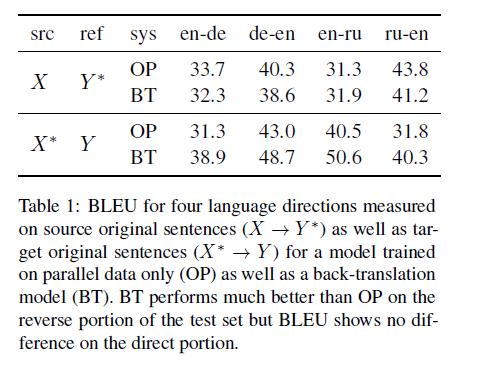 src ref sys en-de de-en en-ru ru-en
X Y* OP 33.7 40.3 31.3 43.8
BT 32.3 38.6 31.9 41.2
X* Y OP 31.3 43.0 40.5 31.8
BT 38.9 48.7 50.6 40.3
Table 1: BLEU for four language directions measured
on source original sentences (X → Y*) as well as tar-
get original sentences (X* → Y) for a model trained
on parallel data only (OP) as well as a back-translation
model (BT). BT performs much better than OP on the
reverse portion of the test set but BLEU shows no dif-
ference on the direct portion.